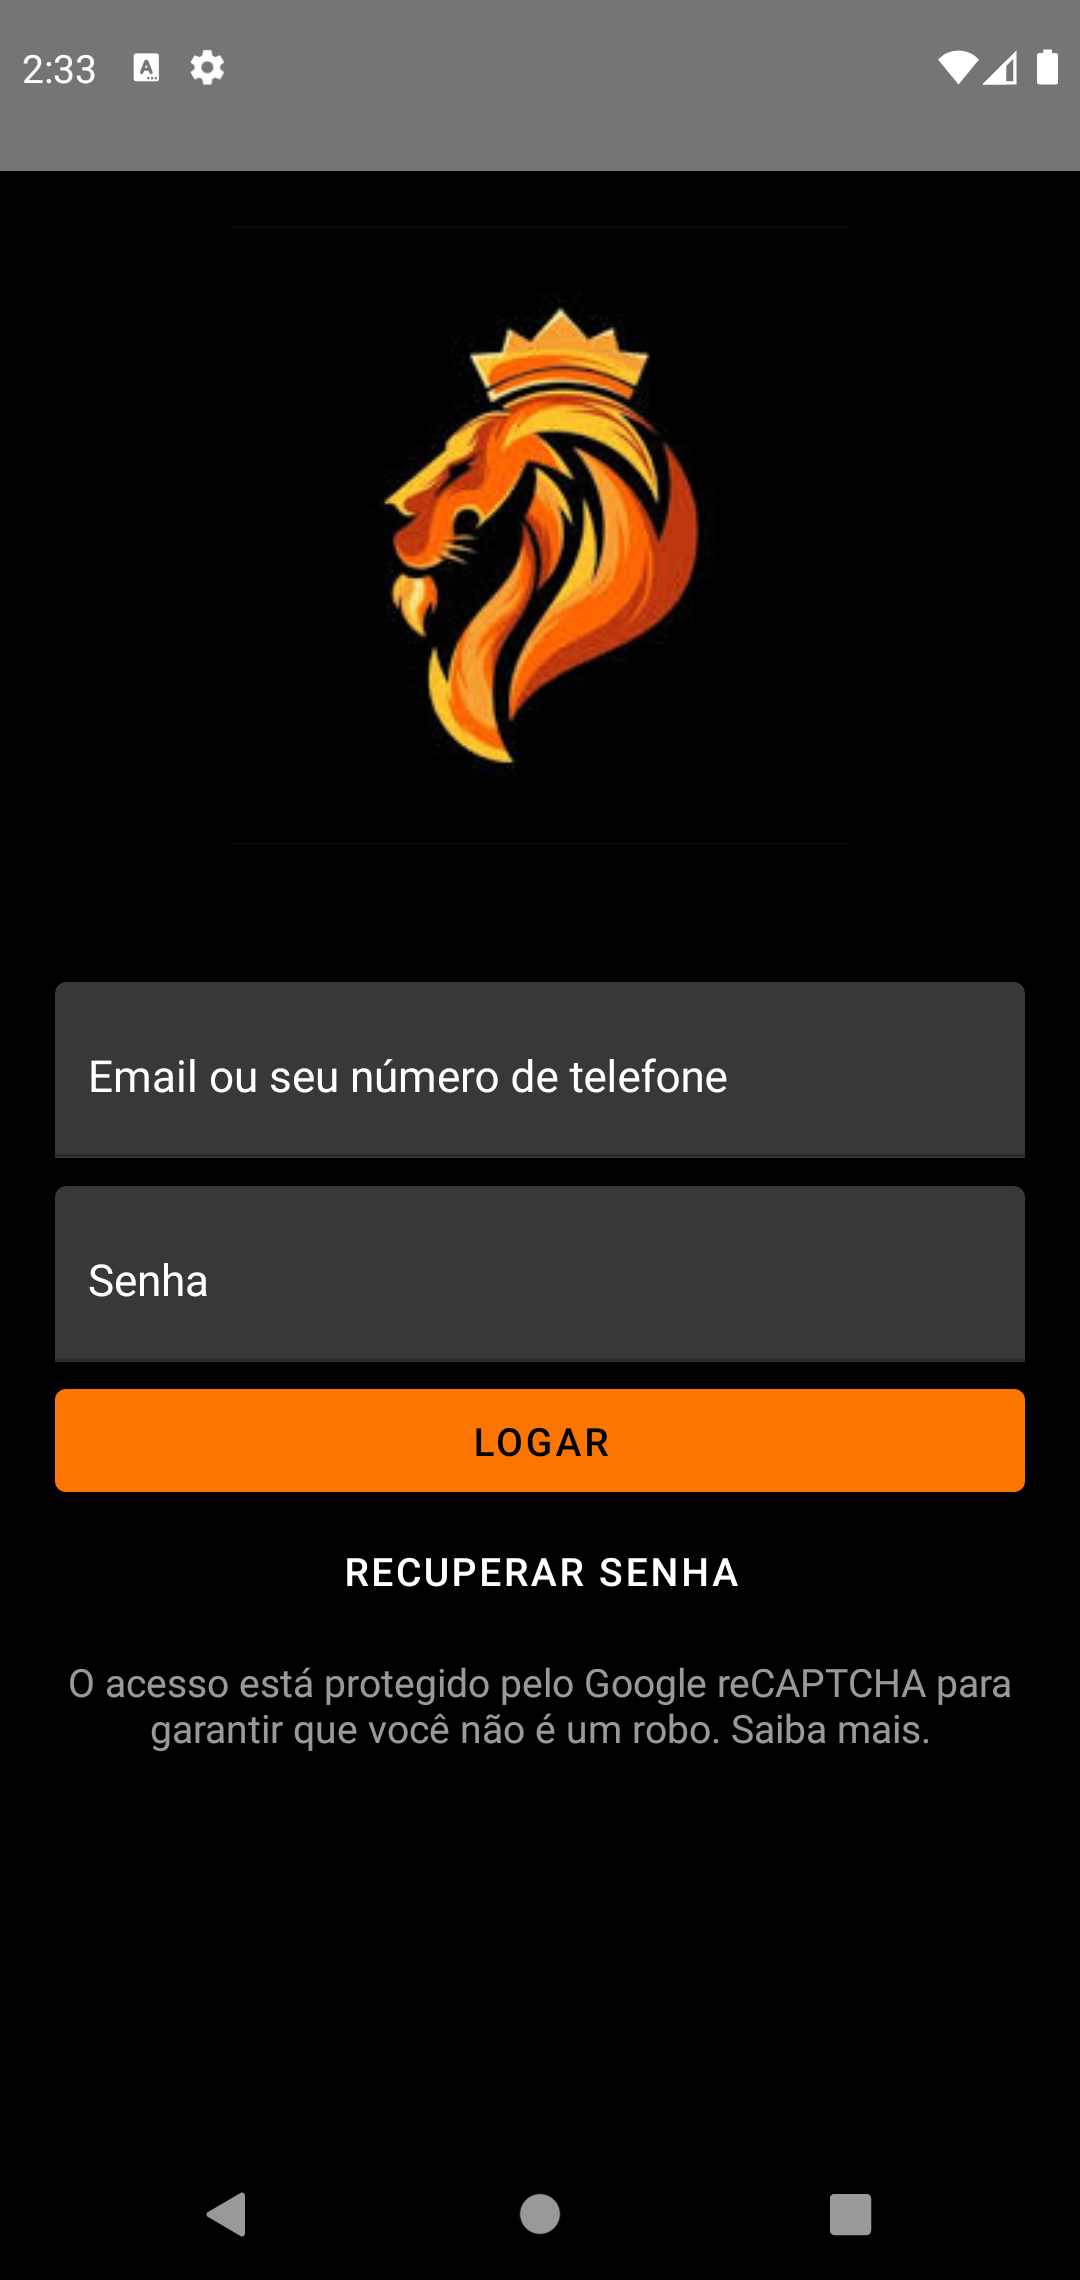 2:33
Email ou seu número de telefone
Senha
LOGAR
RECUPERAR SENHA
O acesso está protegido pelo Google reCAPTCHA para
garantir que você não é um robo. Saiba mais.